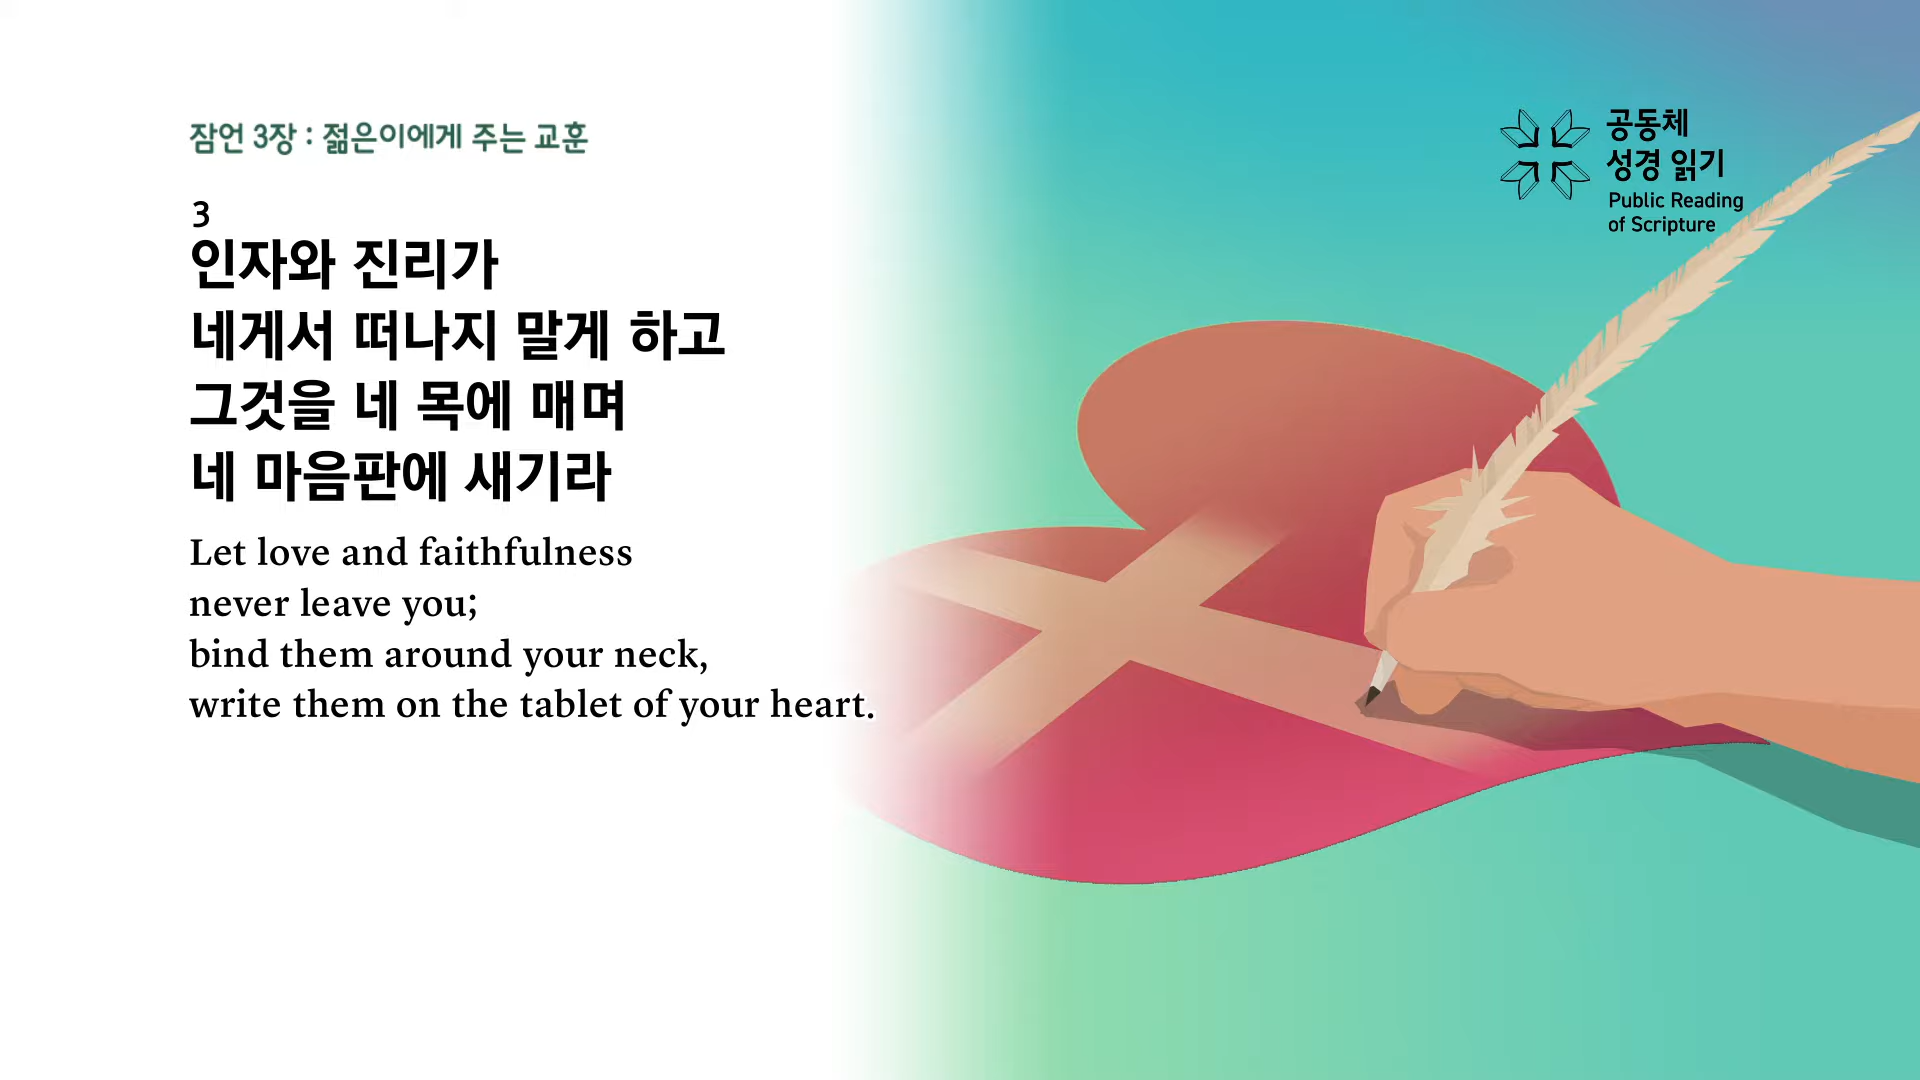 잠언 3장 : 젊은이에게 주는 교훈
3
인자와 진리가
네게서 떠나지 말게 하고
그것을 네 목에 매며
네 마음판에 새기라
Let love and faithfulness
never leave you;
bind them around your neck,
write them on the tablet of your heart.
공동체
성경 읽기
Public Reading
of Scripture